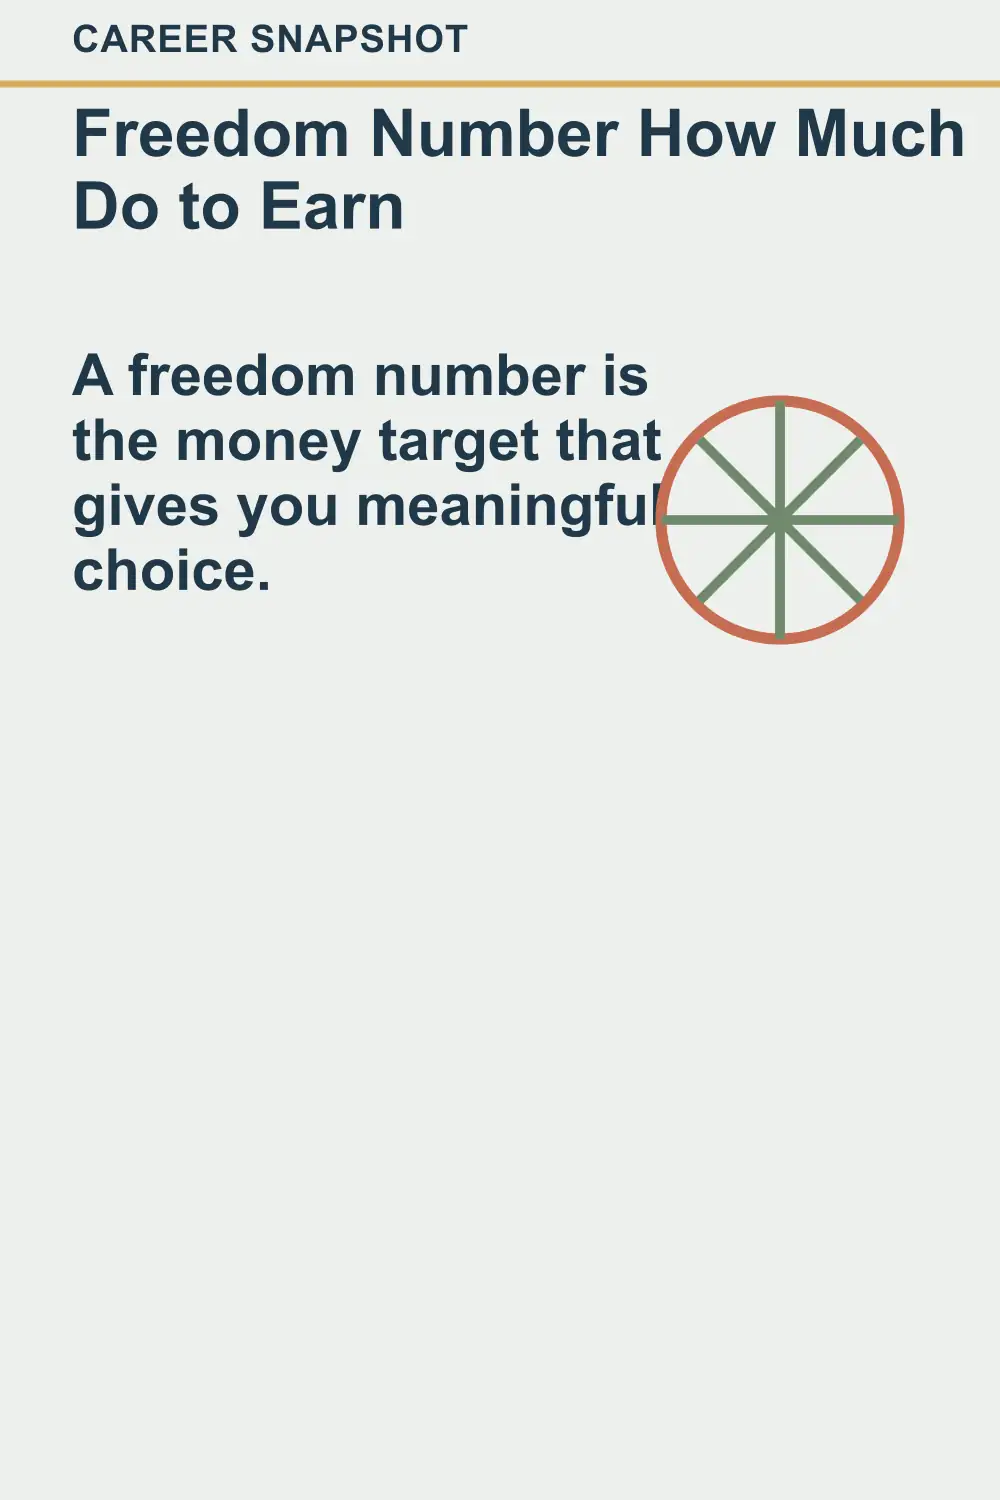 CAREER SNAPSHOT
Freedom Number How Much
Do to Earn
A freedom number is
the money target that
gives you meaningful
choice.